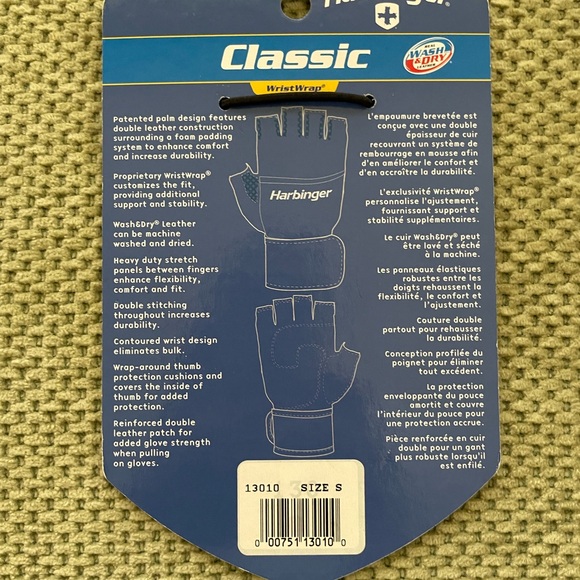 Harbinger®
Classic
REAL
WASH
&DRY
LEATHER
WristWrap®
Patented palm design features
double leather construction
surrounding a foam padding
system to enhance comfort
and increase durability.
Proprietary WristWrap®
customizes the fit,
providing additional
support and stability.
Wash&Dry® Leather
can be machine
washed and dried.
Heavy duty stretch
panels between fingers
enhance flexibility,
comfort and fit.
Double stitching
throughout increases
durability.
Contoured wrist design
eliminates bulk.
Wrap-around thumb
protection cushions and
covers the inside of
thumb for added
protection.
Reinforced double
leather patch for
added glove strength
when pulling
on gloves.
Harbinger
L'empaumure brevetée est
conçue avec une double
épaisseur de cuir
recouvrant un système de
rembourrage en mousse afin
d'en améliorer le confort et
d'en accroître la durabilité.
L'exclusivité WristWrap®
personnalise l'ajustement,
fournissant support et
stabilité supplémentaires.
Le cuir Wash&Dry® peut
être lavé et séché
à la machine.
Les panneaux élastiques
robustes entre les
doigts rehaussent la
flexibilité, le confort et
l'ajustement.
Couture double
partout pour rehausser
la durabilité.
Conception profilée du
poignet pour éliminer
tout excédent.
La protection
enveloppante du pouce
amortit et couvre
l'intérieur du pouce pour
une protection accrue.
Pièce renforcée en cuir
double pour un gant
plus robuste lorsqu'il
est enfilé.
13010 SIZE S
0 00751 13010 0